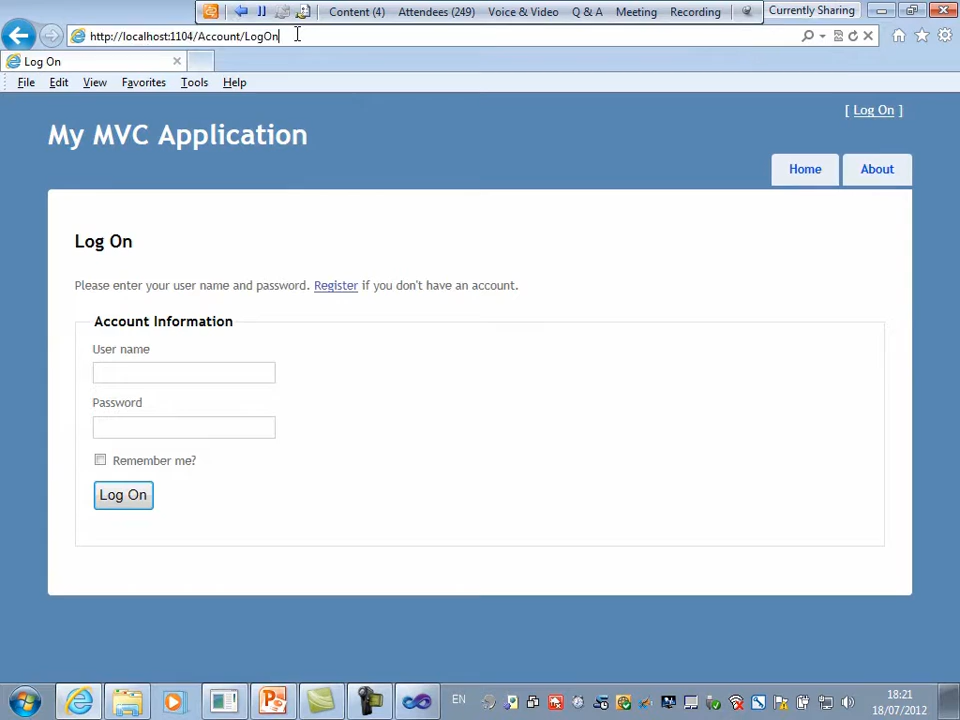 Content (4) Attendees (249) Voice & Video Q & A Meeting Recording Currently Sharing
http://localhost:1104/Account/LogOn
Log On
File Edit View Favorites Tools Help
[ Log On ]
My MVC Application
Home About
Log On
Please enter your user name and password. Register if you don't have an account.
Account Information
User name
Password
Remember me?
Log On
EN
18:21
18/07/2012